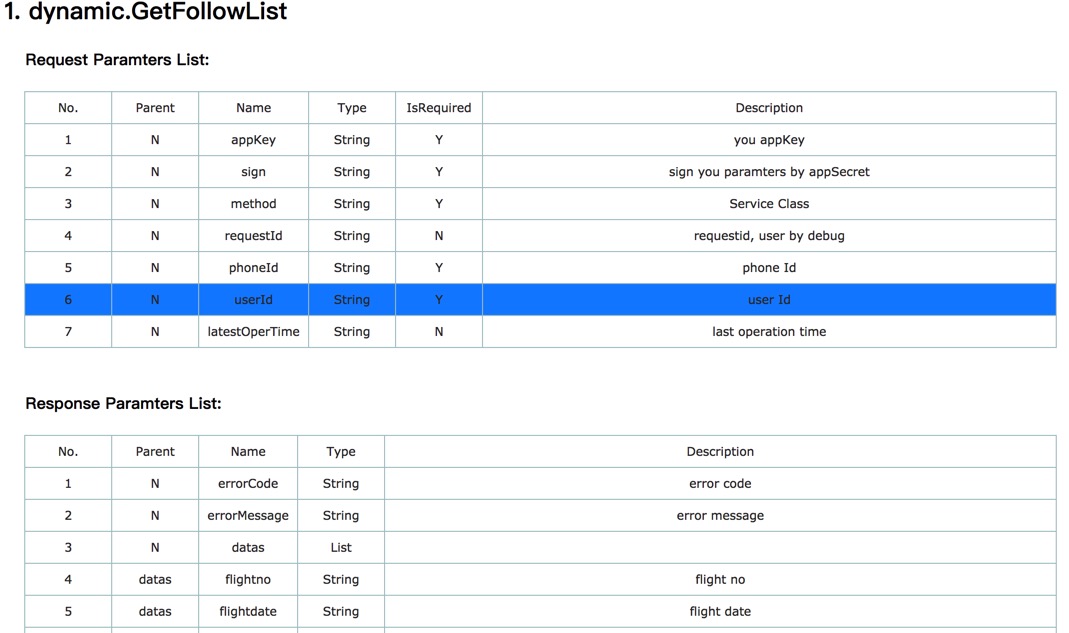 1. dynamic.GetFollowList
Request Paramters List:
No. Parent Name Type IsRequired Description
1 N appKey String Y you appKey
2 N sign String Y sign you paramters by appSecret
3 N method String Y Service Class
4 N requestId String N requestid, user by debug
5 N phoneId String Y phone Id
6 N userId String Y user Id
7 N latestOperTime String N last operation time
Response Paramters List:
No. Parent Name Type Description
1 N errorCode String error code
2 N errorMessage String error message
3 N datas List
4 datas flightno String flight no
5 datas flightdate String flight date